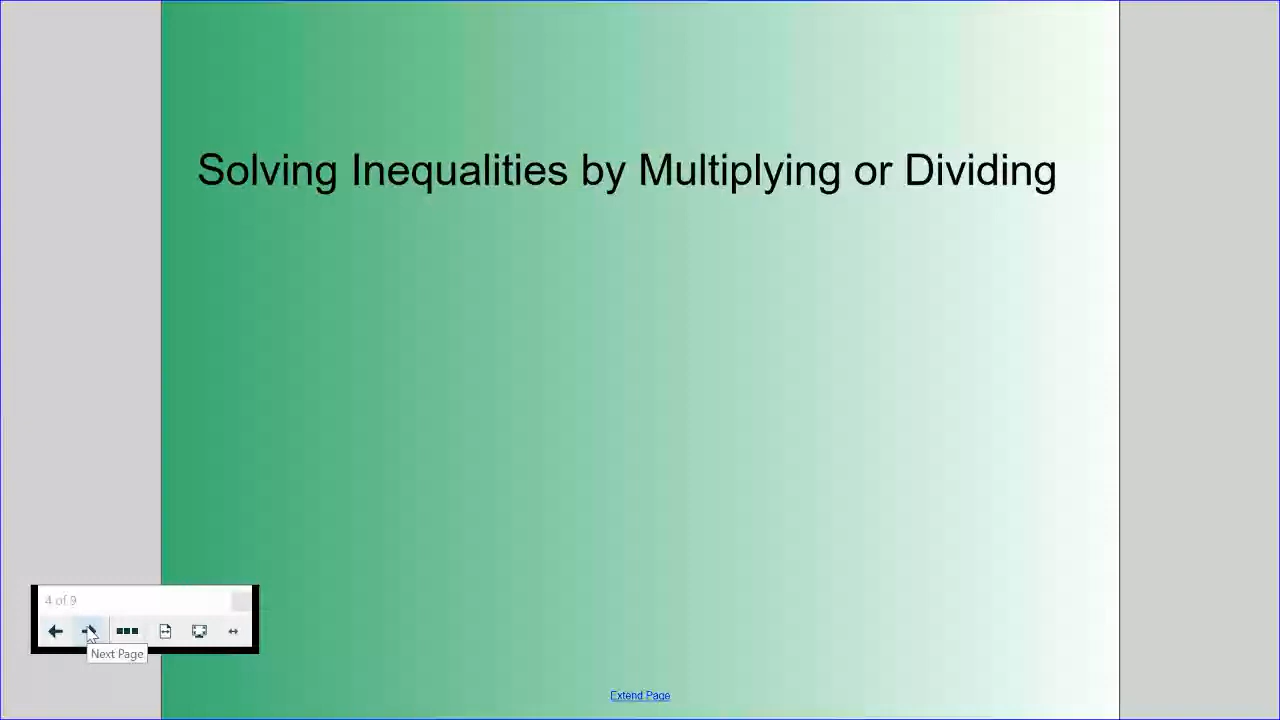 Solving Inequalities by Multiplying or Dividing
4 of 9
Next Page
Extend Page